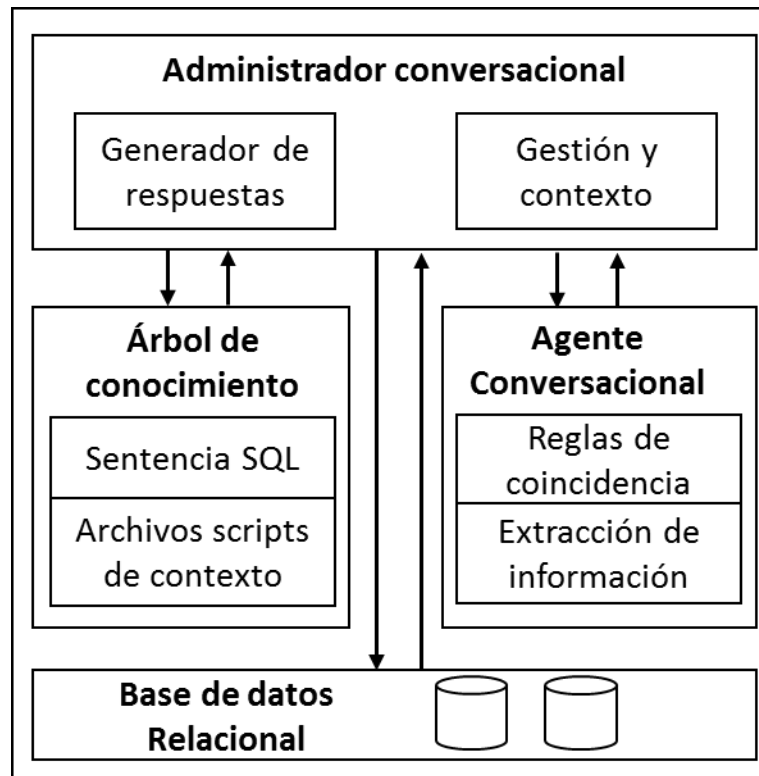 Administrador conversacional
Generador de
respuestas
Gestión y
contexto
Árbol de
conocimiento
Sentencia SQL
Archivos scripts
de contexto
Agente
Conversacional
Reglas de
coincidencia
Extracción de
información
Base de datos
Relacional